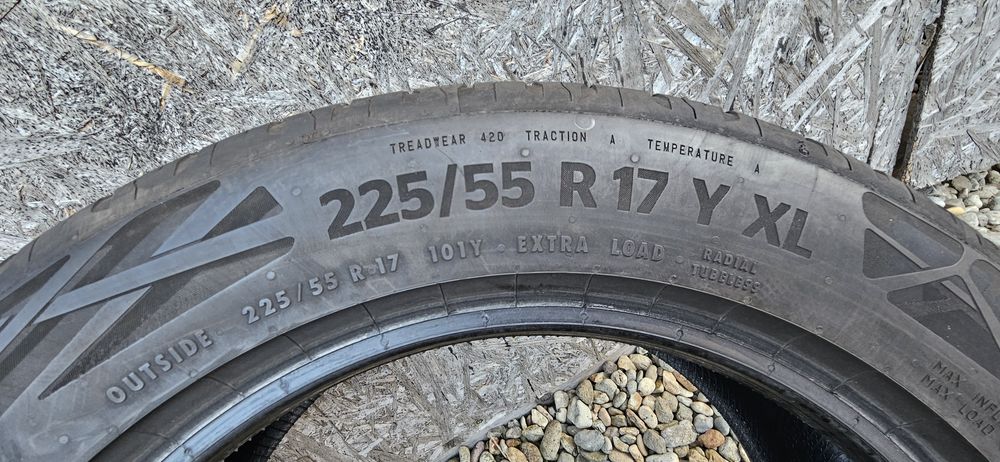 TREADWEAR 420 TRACTION A TEMPERATURE A
225/55 R 17 Y XL
OUTSIDE 225/55 R 17 101Y · EXTRA LOAD · RADIAL
TUBELESS
MAX
MAX LOAD